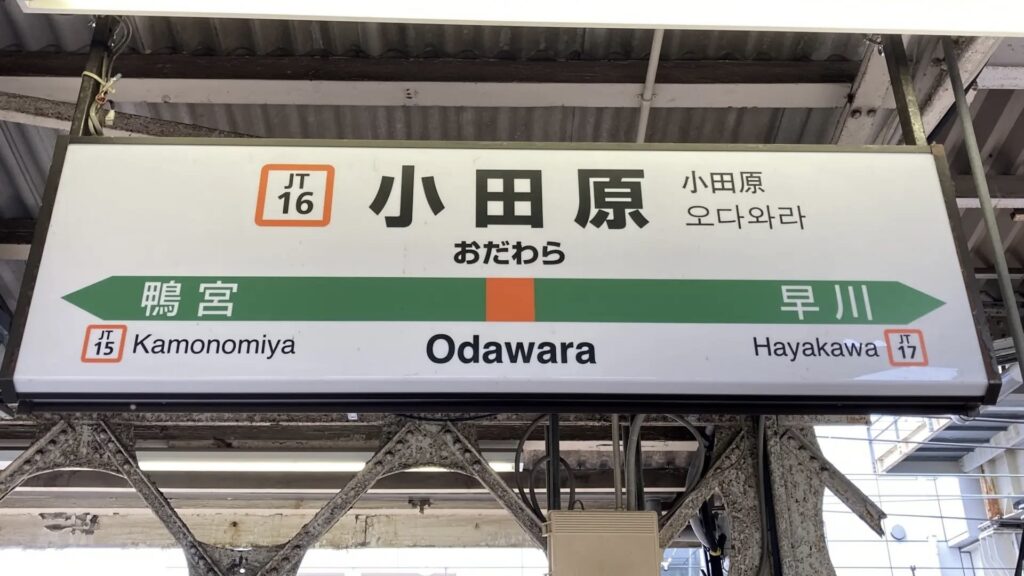 JT
16
小田原
小田原
오다와라
おだわら
鴨宮
早川
JT
15
Kamonomiya
Odawara
Hayakawa
JT
17